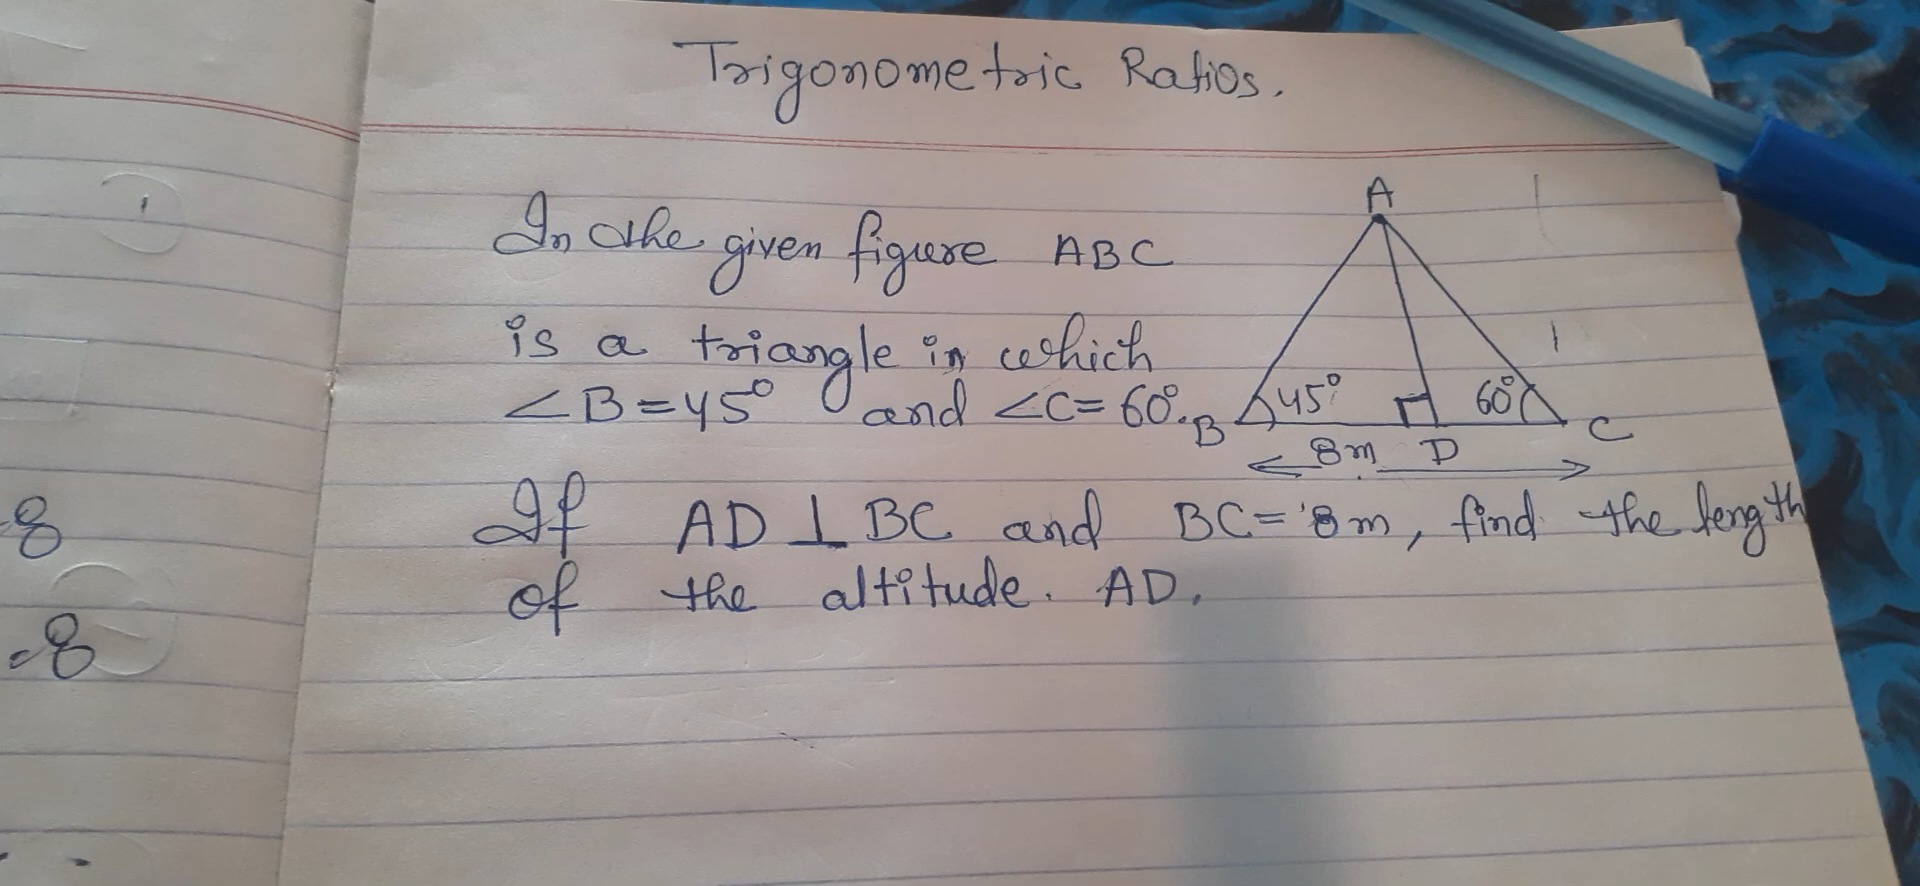 Trigonometric Ratios.
In the given figure ABC
is a triangle in which
∠B=45° and ∠C=60°.
A
45°
60°
B
C
8m
D
If AD ⊥ BC and BC=8m, find the length
of the altitude. AD.
8
=8